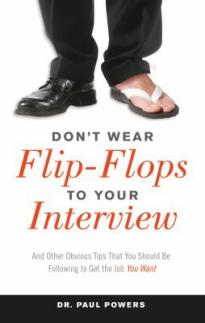 DON'T WEAR
Flip-Flops
TO YOUR
Interview
And Other Obvious Tips That You Should Be
Following to Get the Job You Want
DR. PAUL POWERS